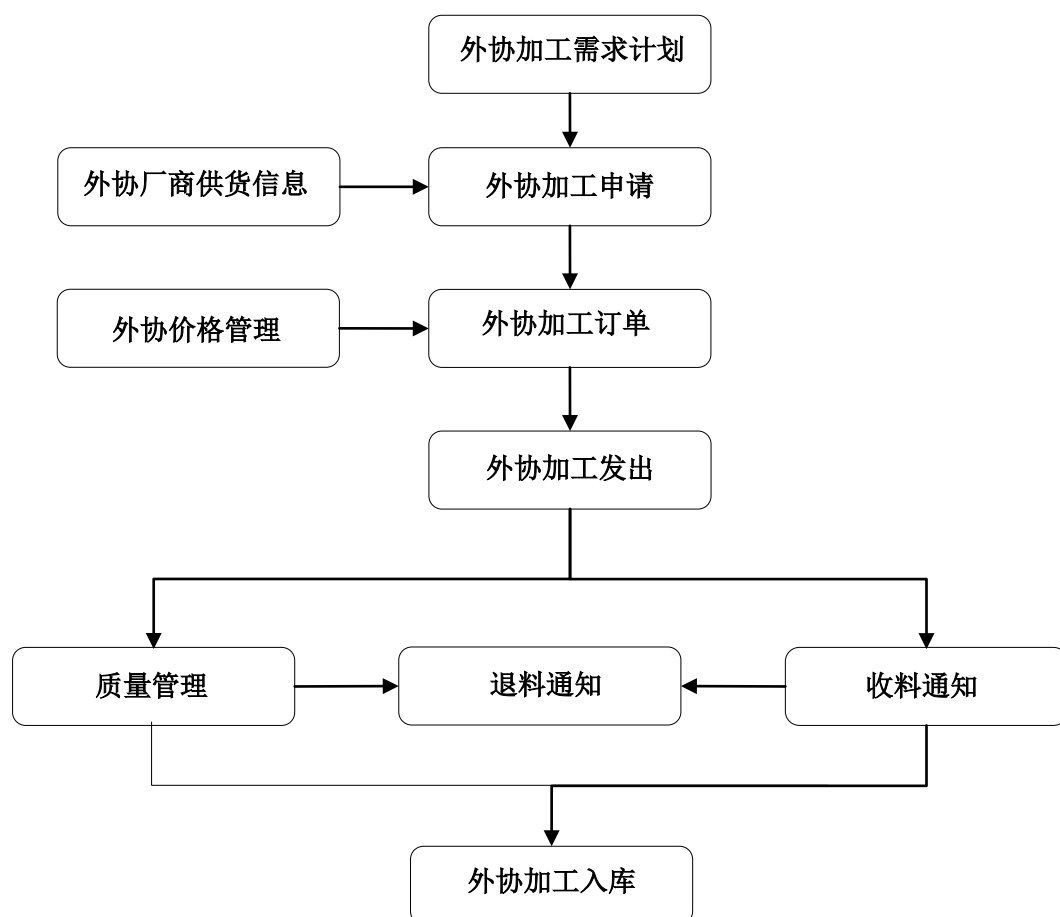 外协加工需求计划
外协厂商供货信息
外协加工申请
外协价格管理
外协加工订单
外协加工发出
质量管理
退料通知
收料通知
外协加工入库